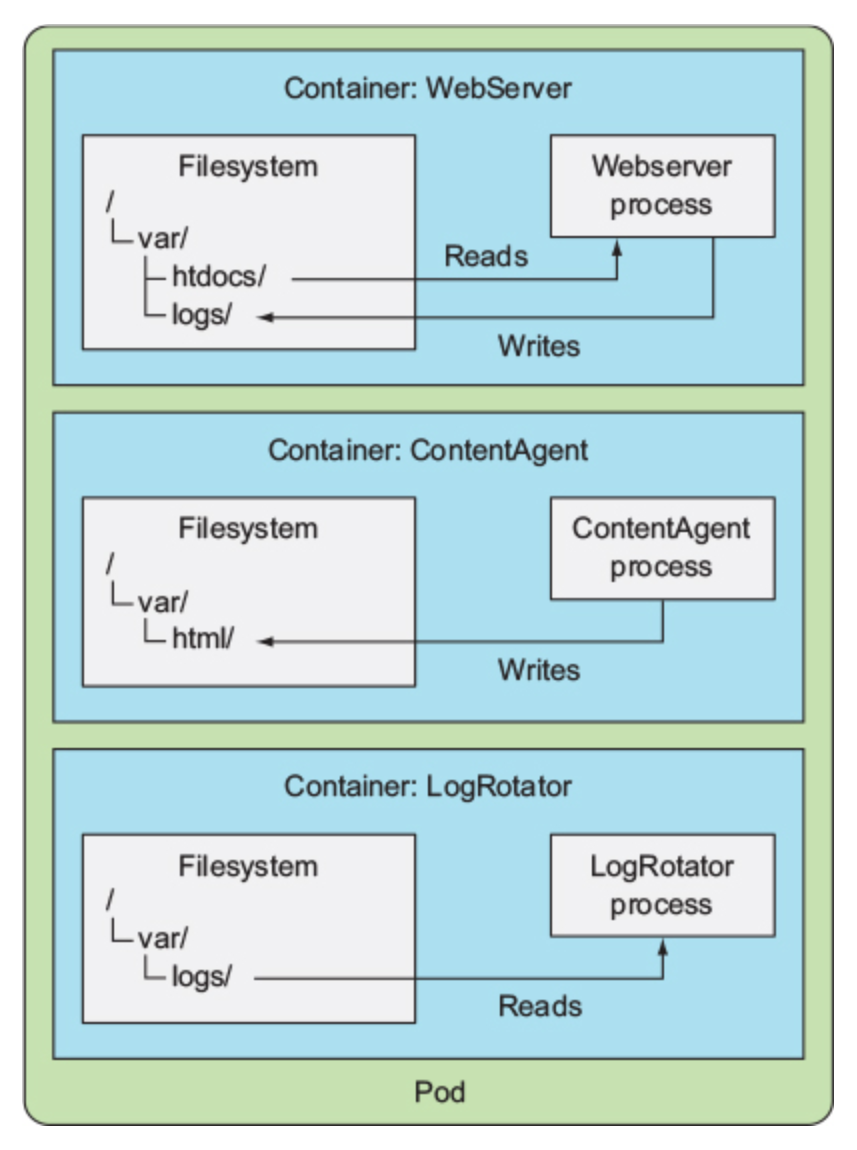 Container: WebServer
Filesystem
/
var/
htdocs/
logs/
Webserver
process
Reads
Writes
Container: ContentAgent
Filesystem
/
var/
html/
ContentAgent
process
Writes
Container: LogRotator
Filesystem
/
var/
logs/
LogRotator
process
Reads
Pod